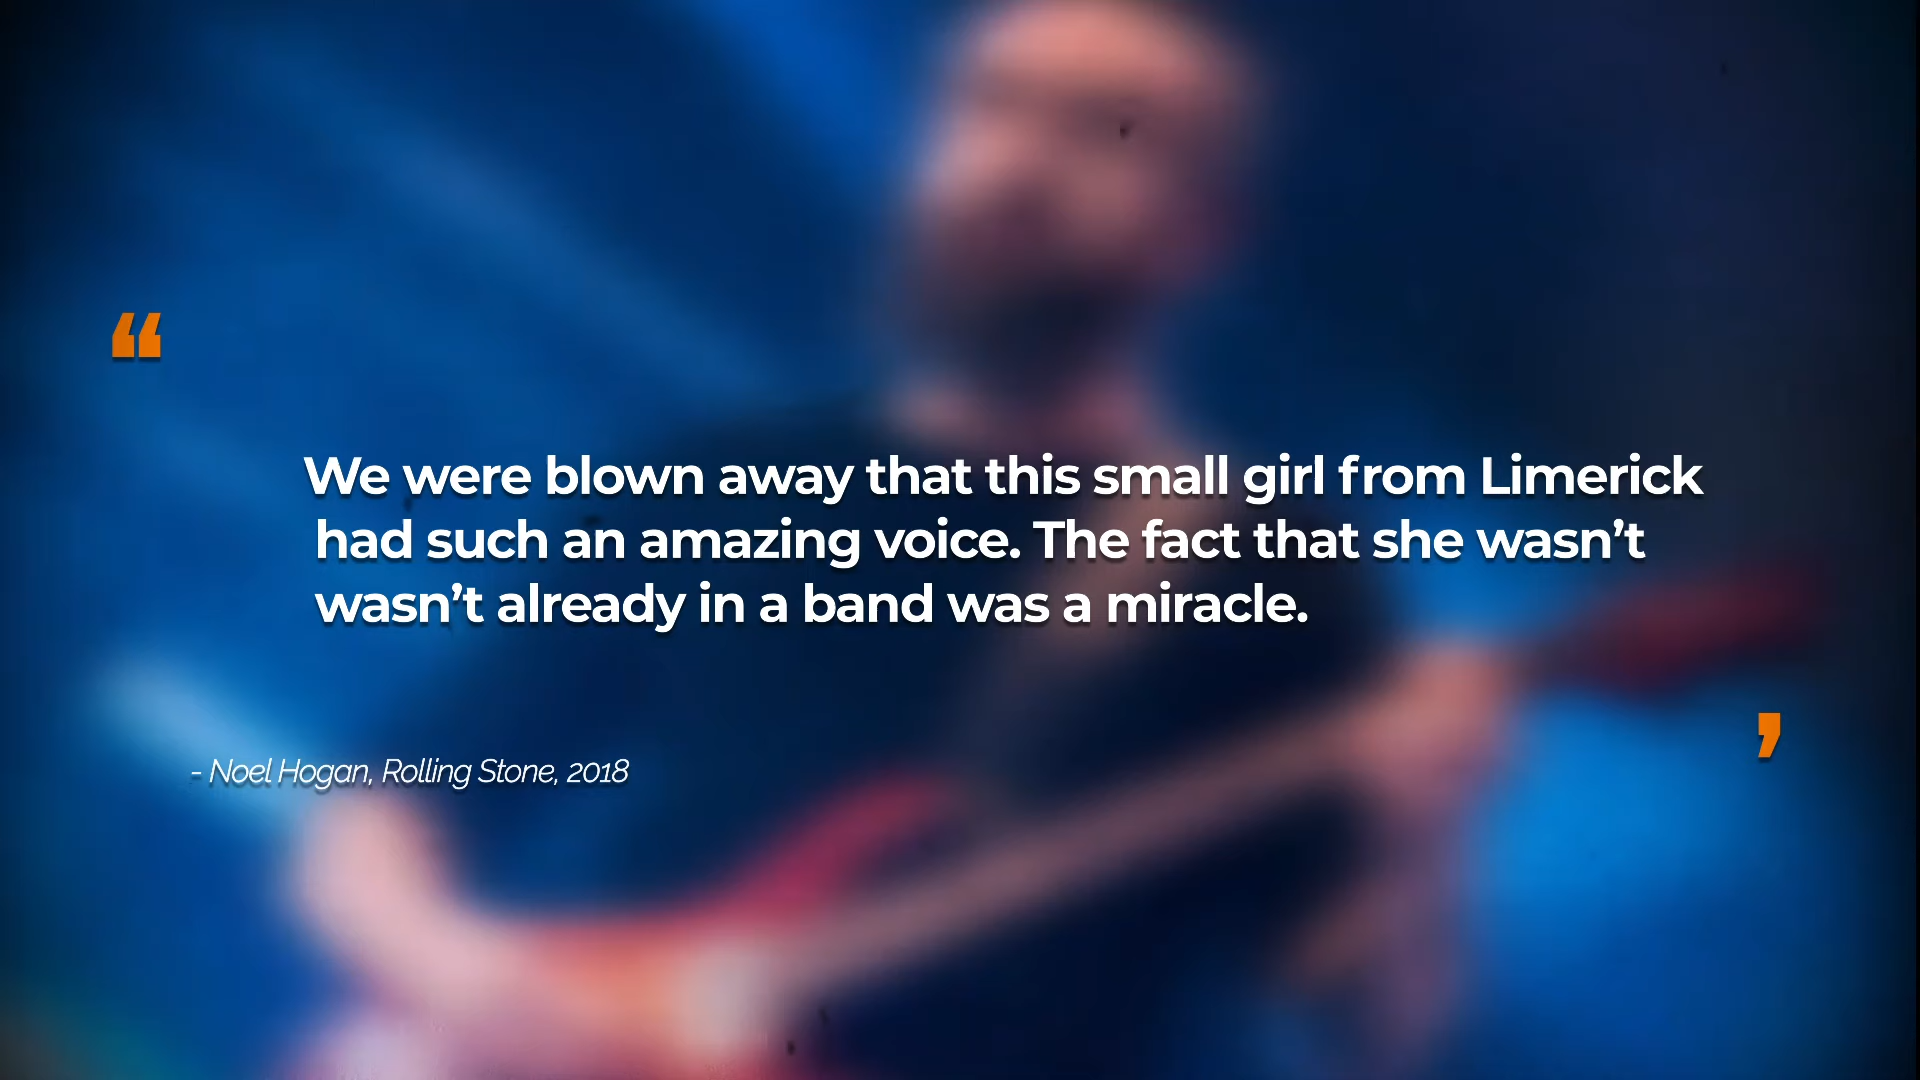 “
We were blown away that this small girl from Limerick
had such an amazing voice. The fact that she wasn’t
wasn’t already in a band was a miracle.
’
- Noel Hogan, Rolling Stone, 2018